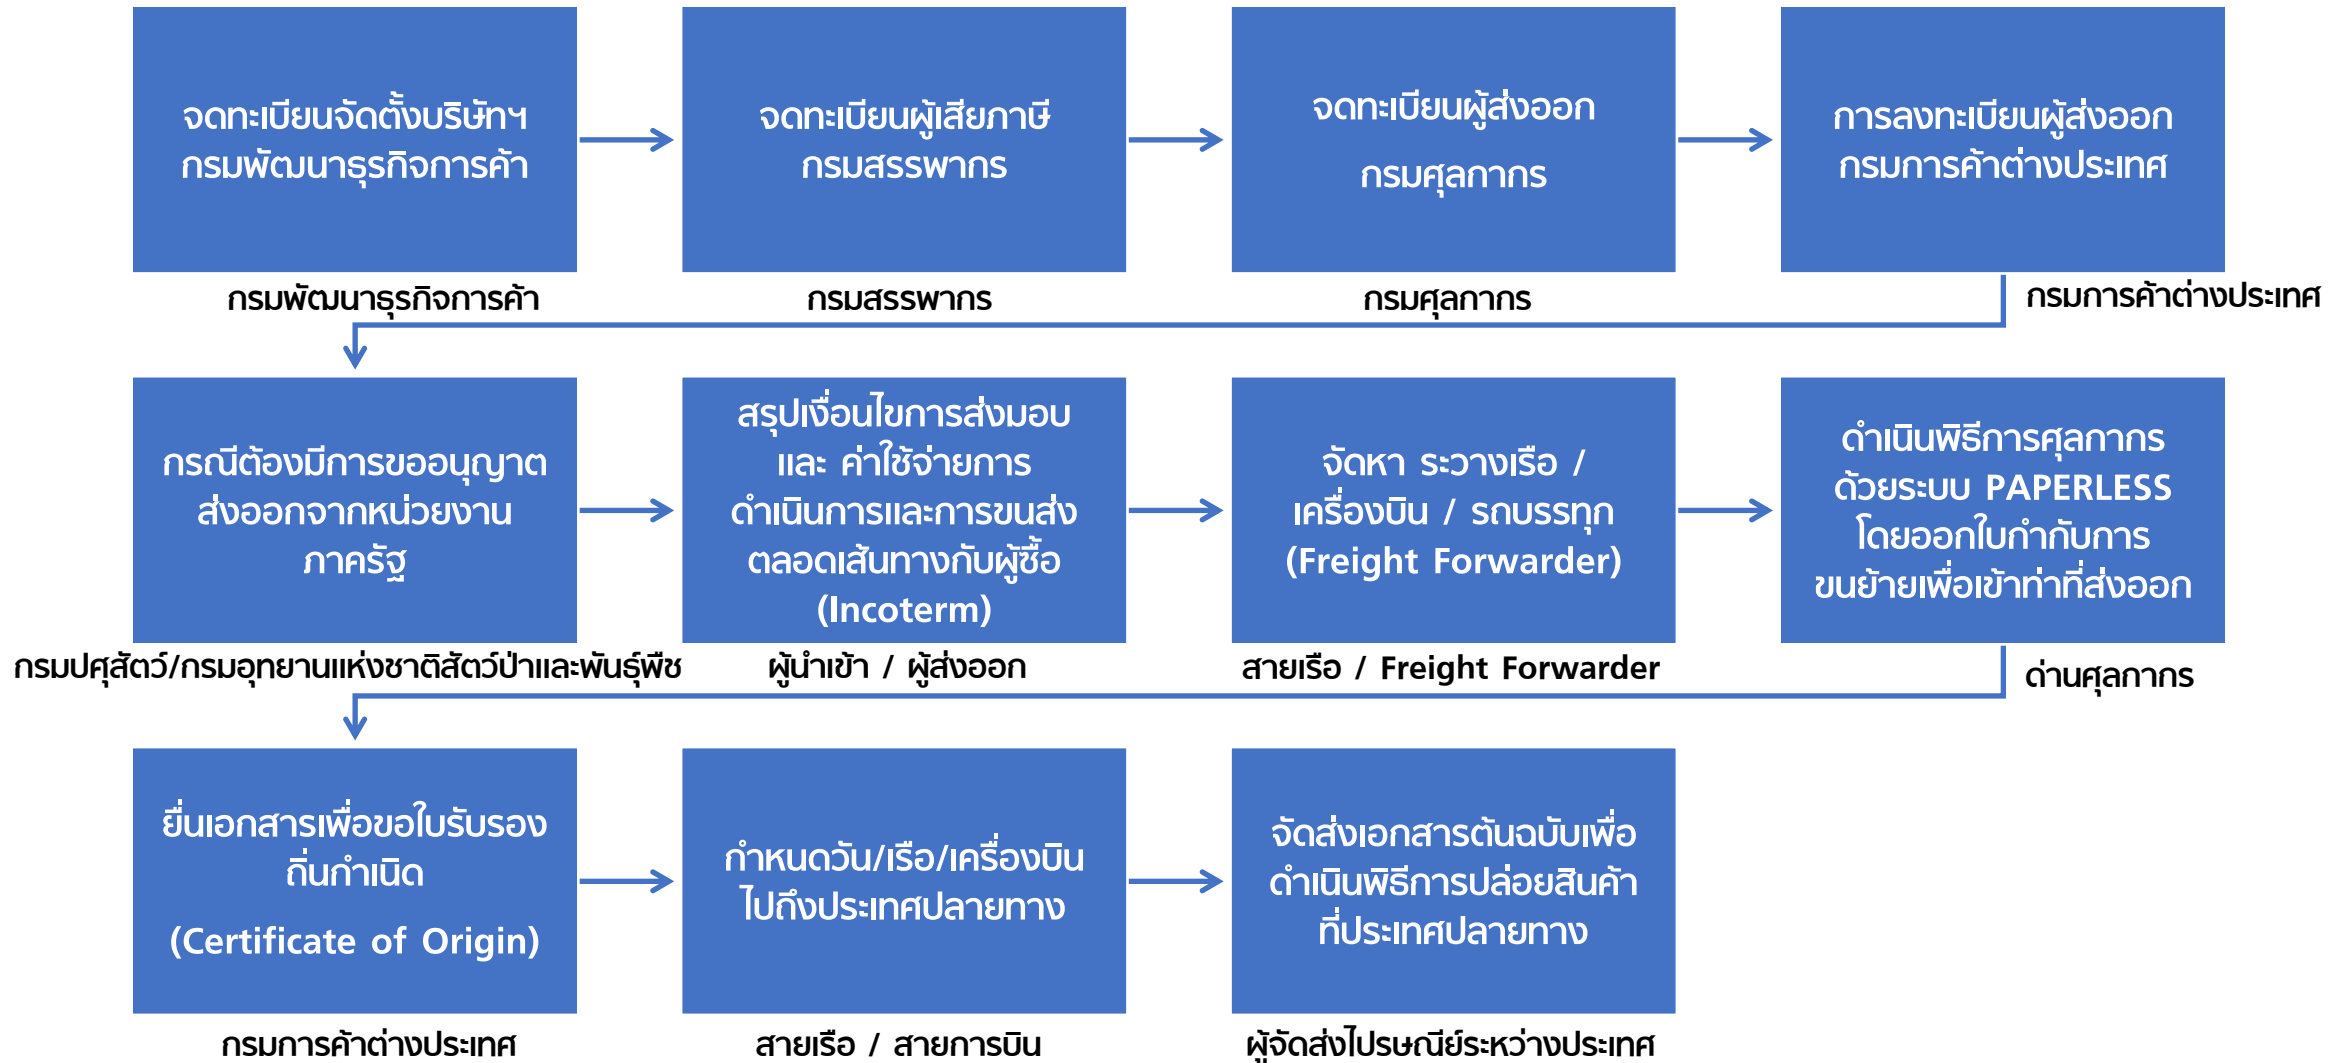 จดทะเบียนจัดตั้งบริษัทฯ
กรมพัฒนาธุรกิจการค้า
กรมพัฒนาธุรกิจการค้า
จดทะเบียนผู้เสียภาษี
กรมสรรพากร
กรมสรรพากร
จดทะเบียนผู้ส่งออก
กรมศุลกากร
กรมศุลกากร
การลงทะเบียนผู้ส่งออก
กรมการค้าต่างประเทศ
กรมการค้าต่างประเทศ
กรณีต้องมีการขออนุญาต
ส่งออกจากหน่วยงาน
ภาครัฐ
กรมปศุสัตว์/กรมอุทยานแห่งชาติสัตว์ป่าและพันธุ์พืช
สรุปเงื่อนไขการส่งมอบ
และ ค่าใช้จ่ายการ
ดำเนินการและการขนส่ง
ตลอดเส้นทางกับผู้ซื้อ
(Incoterm)
ผู้นำเข้า / ผู้ส่งออก
จัดหา ระวางเรือ /
เครื่องบิน / รถบรรทุก
(Freight Forwarder)
สายเรือ / Freight Forwarder
ดำเนินพิธีการศุลกากร
ด้วยระบบ PAPERLESS
โดยออกใบกำกับการ
ขนย้ายเพื่อเข้าท่าที่ส่งออก
ด่านศุลกากร
ยื่นเอกสารเพื่อขอใบรับรอง
ถิ่นกำเนิด
(Certificate of Origin)
กรมการค้าต่างประเทศ
กำหนดวัน/เรือ/เครื่องบิน
ไปถึงประเทศปลายทาง
สายเรือ / สายการบิน
จัดส่งเอกสารต้นฉบับเพื่อ
ดำเนินพิธีการปล่อยสินค้า
ที่ประเทศปลายทาง
ผู้จัดส่งไปรษณีย์ระหว่างประเทศ